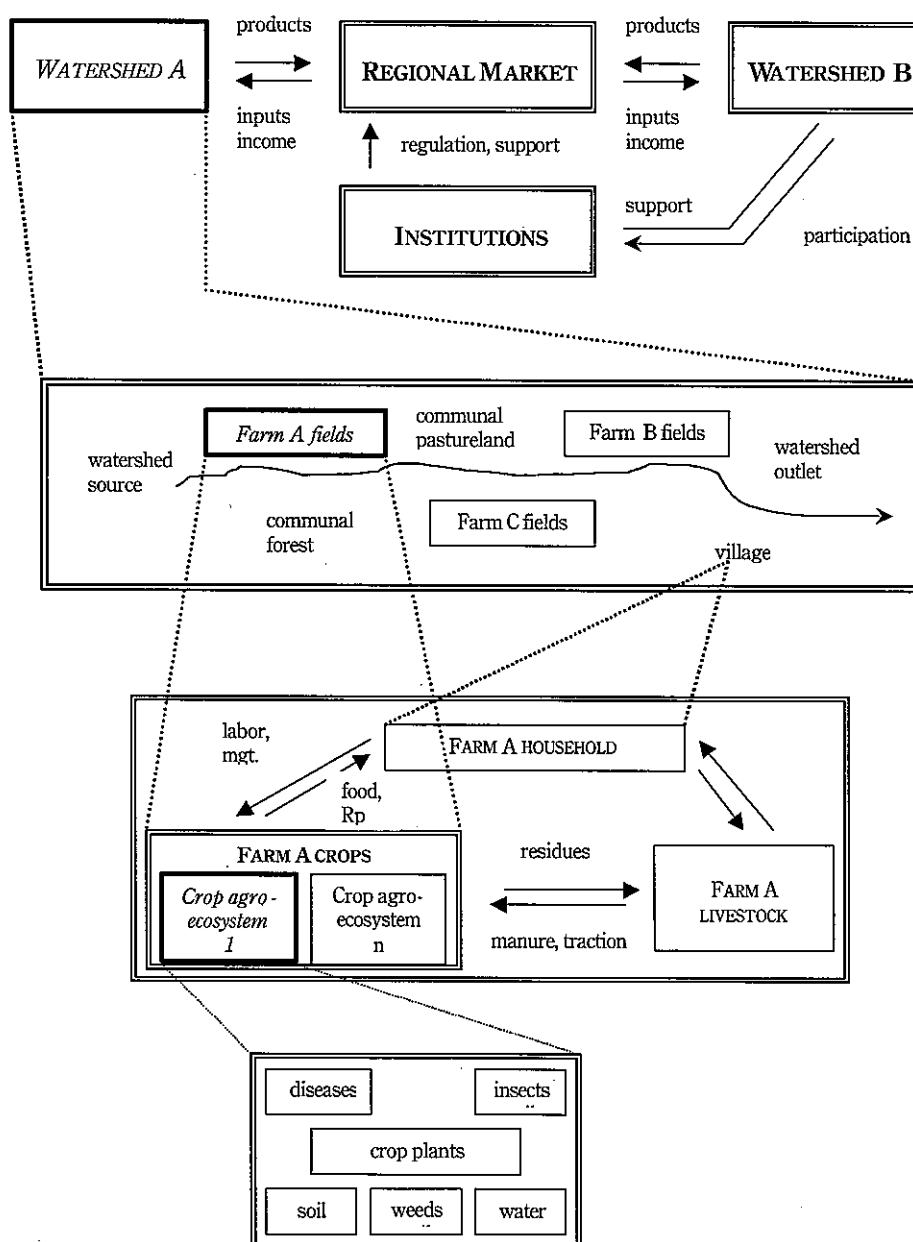 products
products
WATERSHED A
REGIONAL MARKET
WATERSHED B
inputs
income
regulation, support
inputs
income
INSTITUTIONS
support
participation
Farm A fields
communal
pastureland
Farm B fields
watershed
source
watershed
outlet
communal
forest
Farm C fields
village
labor,
mgt.
FARM A HOUSEHOLD
food,
Rp
FARM A CROPS
residues
Crop agro-
ecosystem
1
Crop agro-
ecosystem
n
FARM A
LIVESTOCK
manure, traction
diseases
insects
crop plants
soil
weeds
water